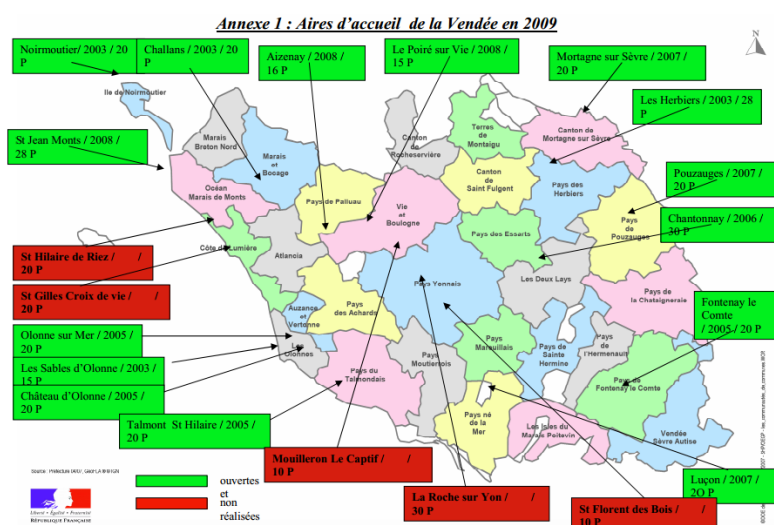 Annexe 1 : Aires d'accueil de la Vendée en 2009
Noirmoutier/ 2003 / 20
P
Challans / 2003 / 20
P
Aizenay / 2008 /
16 P
Le Poiré sur Vie / 2008 /
15 P
Mortagne sur Sèvre / 2007 /
20 P
N
Les Herbiers / 2003 / 28
P
St Jean Monts / 2008 /
28 P
Pouzauges / 2007 /
20 P
Chantonnay / 2006 /
30 P
St Hilaire de Riez / /
20 P
St Gilles Croix de vie / /
20 P
Fontenay le
Comte
/ 2005 / 20 P
Olonne sur Mer / 2005 /
20 P
Les Sables d'Olonne / 2003 /
15 P
Château d'Olonne / 2005 /
20 P
Talmont St Hilaire / 2005 /
20 P
Mouilleron Le Captif / /
10 P
La Roche sur Yon / /
30 P
St Florent des Bois / /
10 P
Luçon / 2007 /
2O P
Ile de Noirmoutier
Marais
Breton Nord
Marais
et
Bocage
Océan
Marais de Monts
Côte de Lumière
Atlancia
Pays de Palluau
Canton
de
Rocheservière
Terres
de
Montaigu
Canton de
Mortagne sur Sèvre
Canton
de
Saint Fulgent
Pays des
Herbiers
Vie
et
Boulogne
Pays des Essarts
Pays
de
Pouzauges
Les Deux Lays
Pays Yonnais
Pays
des Achards
Auzance
et
Vertonne
Les
Olonnes
Pays du
Talmondais
Pays
Moutierrois
Pays
Mareuillais
Pays de
Sainte
Hermine
Pays
de
l'Hermenault
Pays de
la Chataigneraie
Pays de
Fontenay le Comte
Vendée
Sèvre Autise
Pays né
de la
Mer
Les Isles du
Marais Poitevin
ouvertes
et
non
réalisées
Liberté • Égalité • Fraternité
RÉPUBLIQUE FRANÇAISE